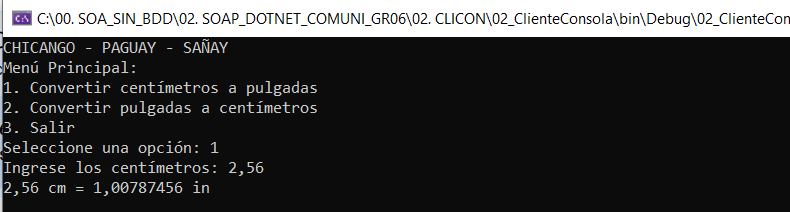 C:\00. SOA_SIN_BDD\02. SOAP_DOTNET_COMUNI_GR06\02. CLICON\02_ClienteConsola\bin\Debug\02_ClienteCon
CHICANGO - PAGUAY - SAÑAY
Menú Principal:
1. Convertir centímetros a pulgadas
2. Convertir pulgadas a centímetros
3. Salir
Seleccione una opción: 1
Ingrese los centímetros: 2,56
2,56 cm = 1,00787456 in